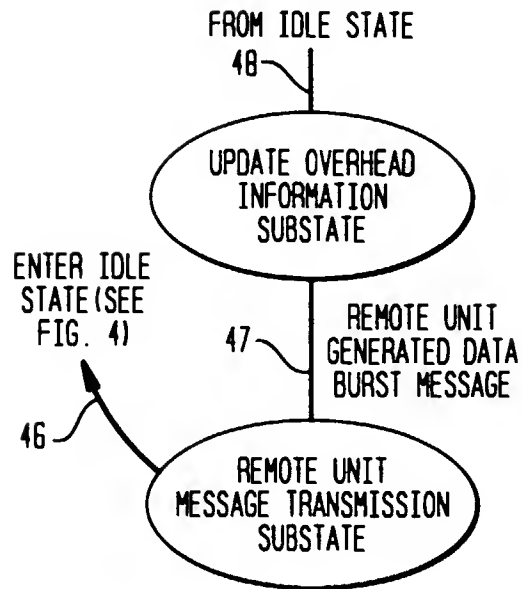 FROM IDLE STATE
48
UPDATE OVERHEAD
INFORMATION
SUBSTATE
ENTER IDLE
STATE(SEE
FIG. 4)
47
REMOTE UNIT
GENERATED DATA
BURST MESSAGE
46
REMOTE UNIT
MESSAGE TRANSMISSION
SUBSTATE